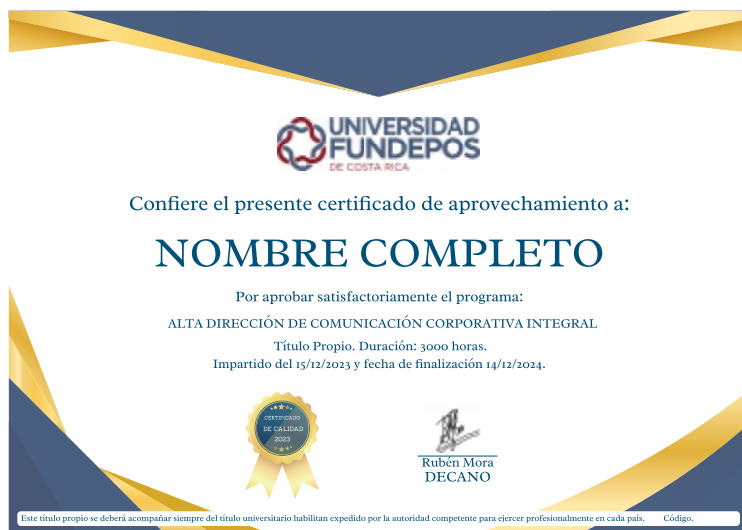 UNIVERSIDAD
FUNDEPOS
DE COSTA RICA
Confiere el presente certificado de aprovechamiento a:
NOMBRE COMPLETO
Por aprobar satisfactoriamente el programa:
ALTA DIRECCIÓN DE COMUNICACIÓN CORPORATIVA INTEGRAL
Título Propio. Duración: 3000 horas.
Impartido del 15/12/2023 y fecha de finalización 14/12/2024.
CERTIFICADO
DE CALIDAD
2023
Rubén Mora
DECANO
Este título propio se deberá acompañar siempre del título universitario habilitan expedido por la autoridad competente para ejercer profesionalmente en cada país. Código.